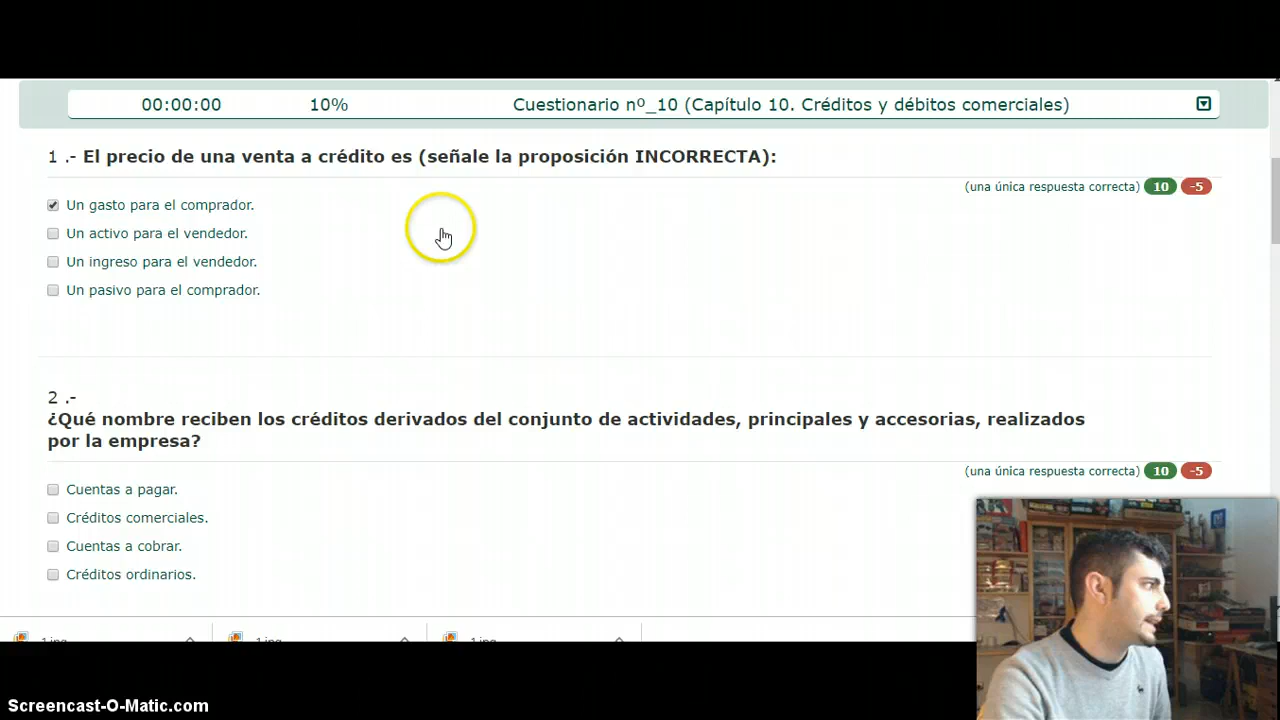 00:00:00 10% Cuestionario nº_10 (Capítulo 10. Créditos y débitos comerciales)
1 .- El precio de una venta a crédito es (señale la proposición INCORRECTA):
(una única respuesta correcta) 10 -5
Un gasto para el comprador.
Un activo para el vendedor.
Un ingreso para el vendedor.
Un pasivo para el comprador.
2 .-
¿Qué nombre reciben los créditos derivados del conjunto de actividades, principales y accesorias, realizados
por la empresa?
(una única respuesta correcta) 10 -5
Cuentas a pagar.
Créditos comerciales.
Cuentas a cobrar.
Créditos ordinarios.
Screencast-O-Matic.com